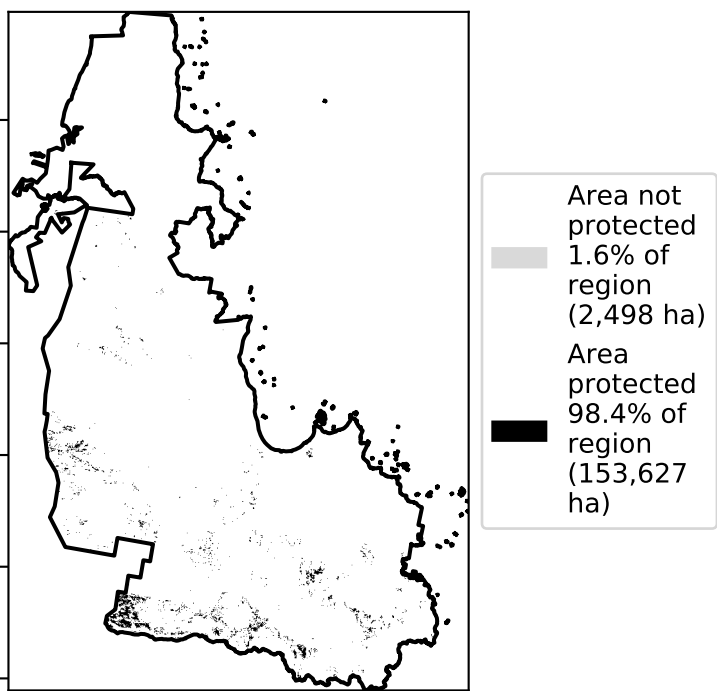 Area not
protected
1.6% of
region
(2,498 ha)
Area
protected
98.4% of
region
(153,627
ha)